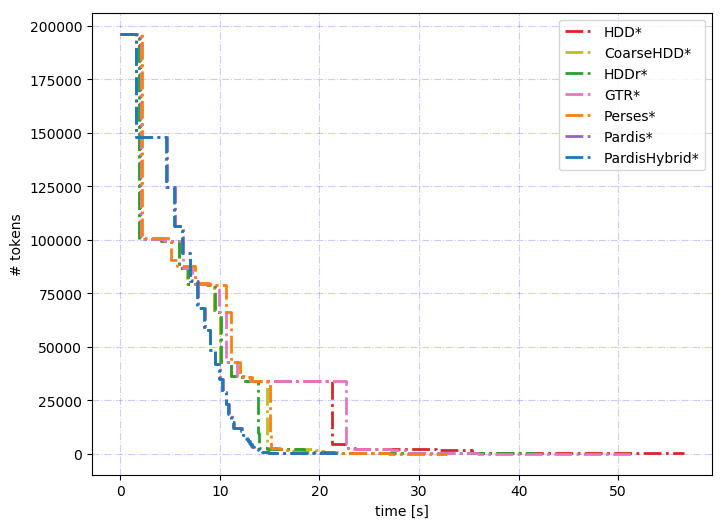 200000
175000
150000
125000
100000
75000
50000
25000
0
# tokens
0 10 20 30 40 50
time [s]
HDD*
CoarseHDD*
HDDr*
GTR*
Perses*
Pardis*
PardisHybrid*